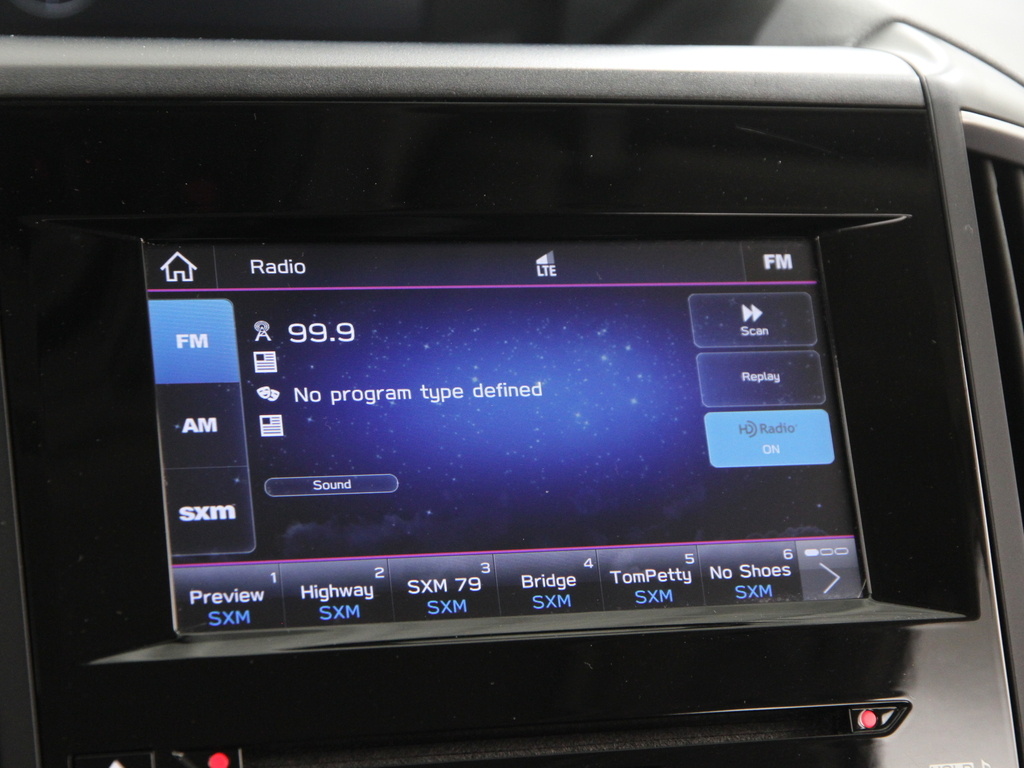 Radio
LTE
FM
FM
99.9
Scan
AM
No program type defined
Replay
HD Radio
ON
sxm
Sound
1
Preview
SXM
2
Highway
SXM
3
SXM 79
SXM
4
Bridge
SXM
5
TomPetty
SXM
6
No Shoes
SXM